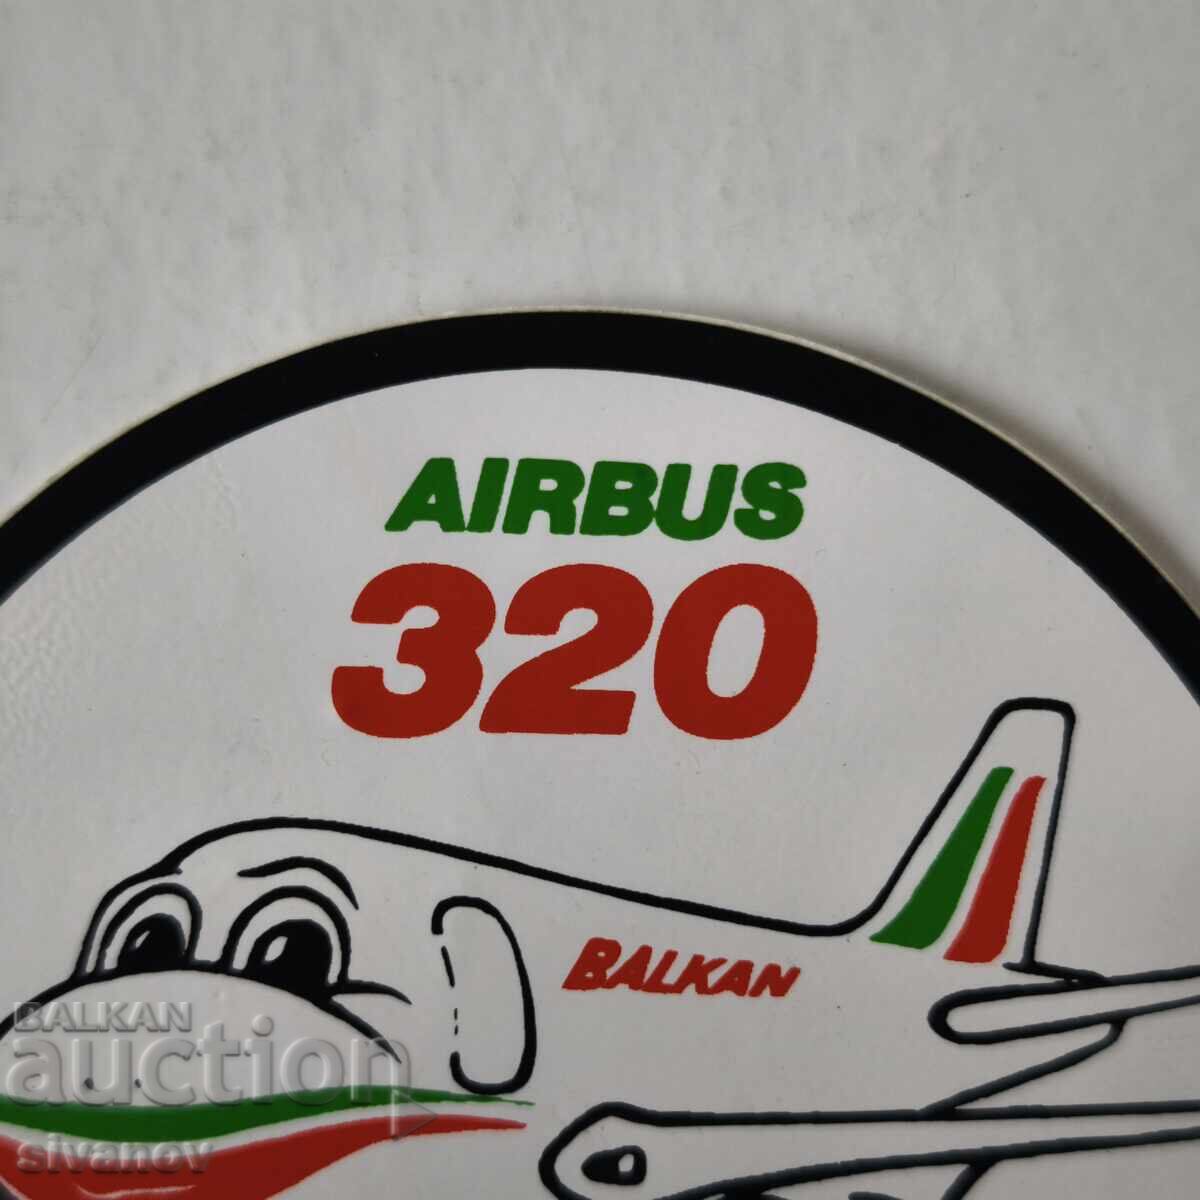 AIRBUS
320
BALKAN
BALKAN
auction
sivanov